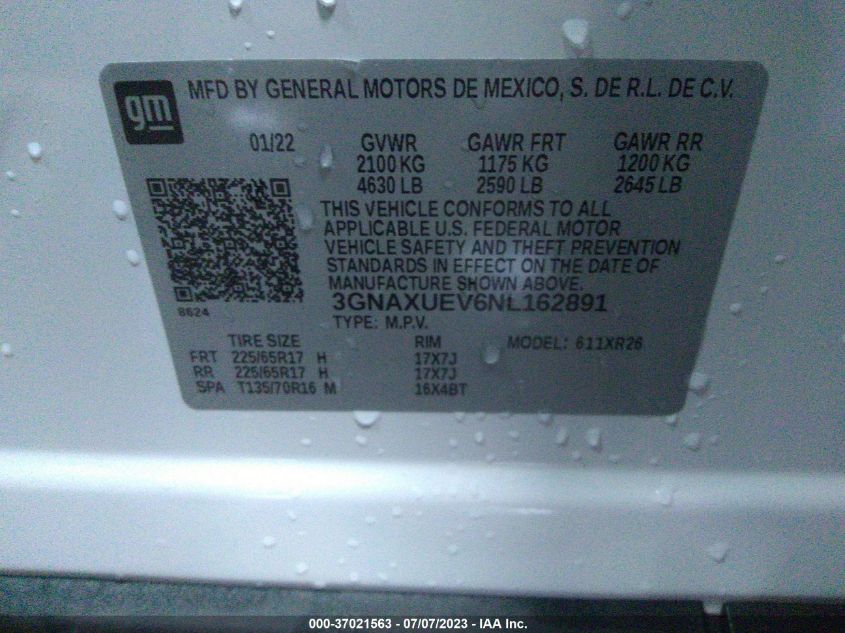 gm
MFD BY GENERAL MOTORS DE MEXICO, S. DE R.L. DE C.V.
01/22 GVWR GAWR FRT GAWR RR
2100 KG 1175 KG 1200 KG
4630 LB 2590 LB 2645 LB
THIS VEHICLE CONFORMS TO ALL
APPLICABLE U.S. FEDERAL MOTOR
VEHICLE SAFETY AND THEFT PREVENTION
STANDARDS IN EFFECT ON THE DATE OF
MANUFACTURE SHOWN ABOVE.
8624
3GNAXUEV6NL162891
TYPE: M.P.V.
TIRE SIZE RIM MODEL: 611XR26
FRT 225/65R17 H 17X7J
RR 225/65R17 H 17X7J
SPA T135/70R16 M 16X4BT
000-37021563 - 07/07/2023 - IAA Inc.